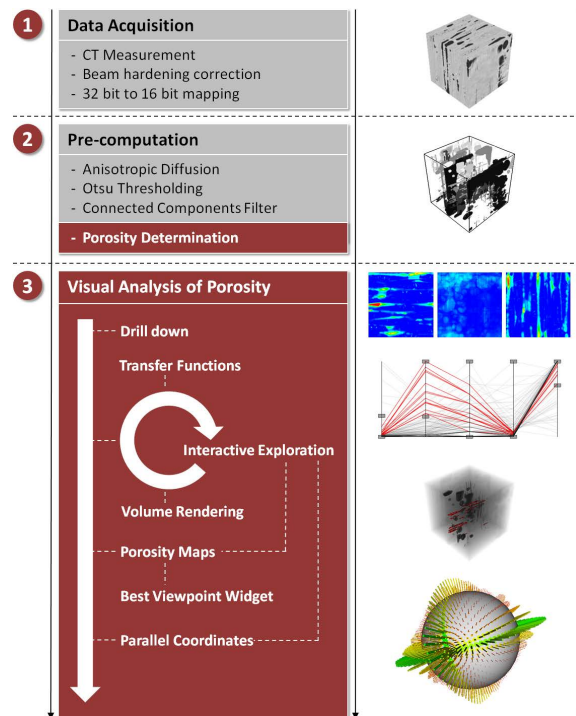 1
Data Acquisition
- CT Measurement
- Beam hardening correction
- 32 bit to 16 bit mapping
2
Pre-computation
- Anisotropic Diffusion
- Otsu Thresholding
- Connected Components Filter
- Porosity Determination
3
Visual Analysis of Porosity
Drill down
Transfer Functions
Interactive Exploration
Volume Rendering
Porosity Maps
Best Viewpoint Widget
Parallel Coordinates